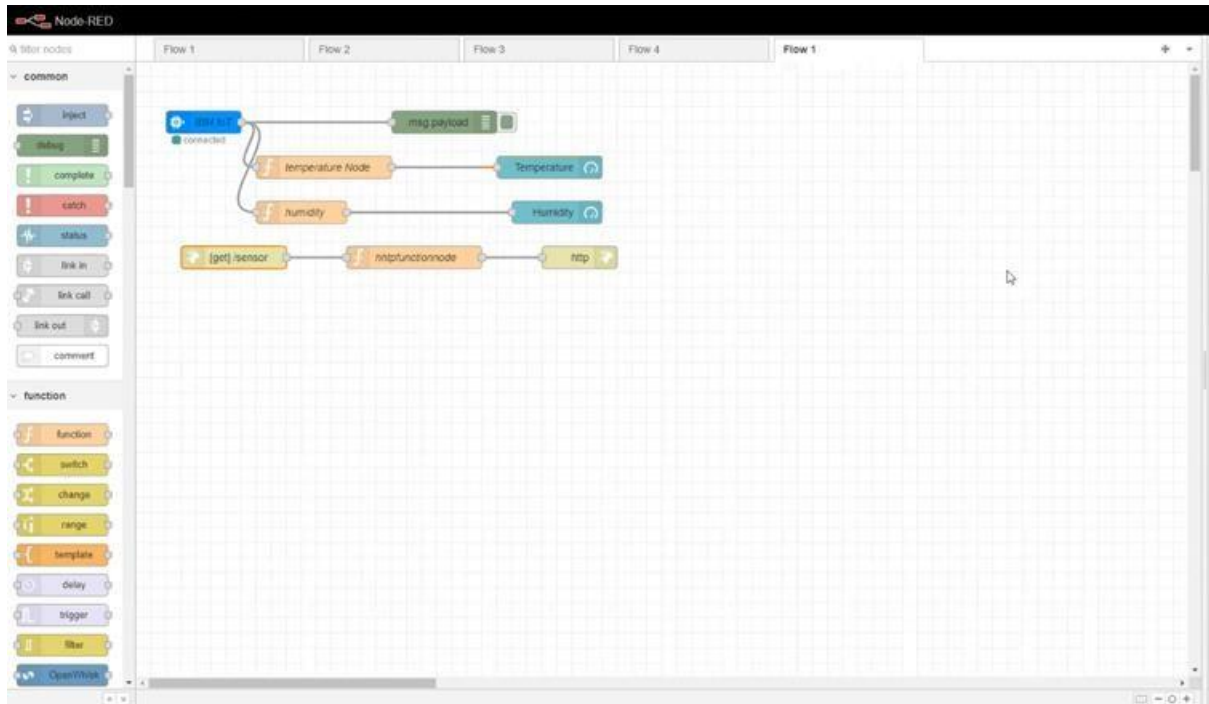 Node-RED
filter nodes
Flow 1
Flow 2
Flow 3
Flow 4
Flow 1
common
inject
debug
complete
catch
status
link in
link call
link out
comment
function
function
switch
change
range
template
delay
trigger
filter
OpenWhisk
IBM IoT
connected
msg.payload
temperature Node
Temperature
humidity
Humidity
[get] /sensor
httpfunctionnode
http